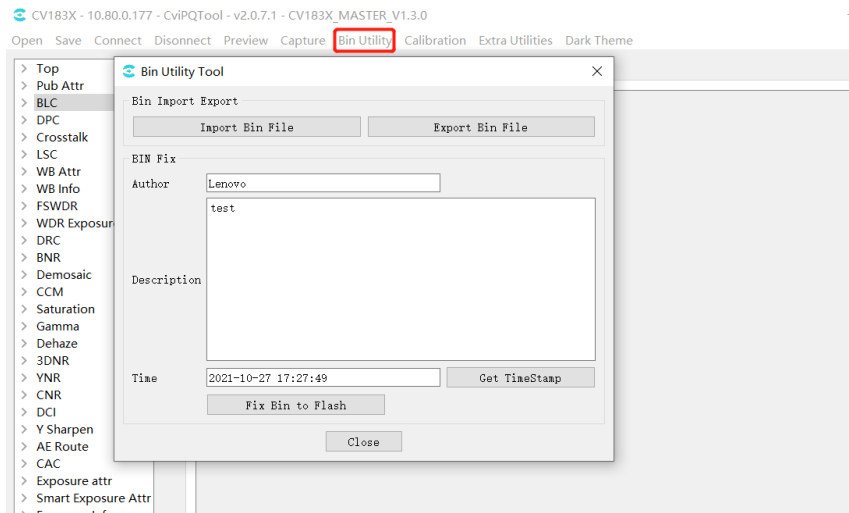 CV183X - 10.80.0.177 - CviPQTool - v2.0.7.1 - CV183X_MASTER_V1.3.0
Open Save Connect Disonnect Preview Capture Bin Utility Calibration Extra Utilities Dark Theme
Top
Pub Attr
BLC
DPC
Crosstalk
LSC
WB Attr
WB Info
FSWDR
WDR Exposur
DRC
BNR
Demosaic
CCM
Saturation
Gamma
Dehaze
3DNR
YNR
CNR
DCI
Y Sharpen
AE Route
CAC
Exposure attr
Smart Exposure Attr
Bin Utility Tool
Bin Import Export
Import Bin File Export Bin File
BIN Fix
Author Lenovo
test
Description
Time 2021-10-27 17:27:49 Get TimeStamp
Fix Bin to Flash
Close